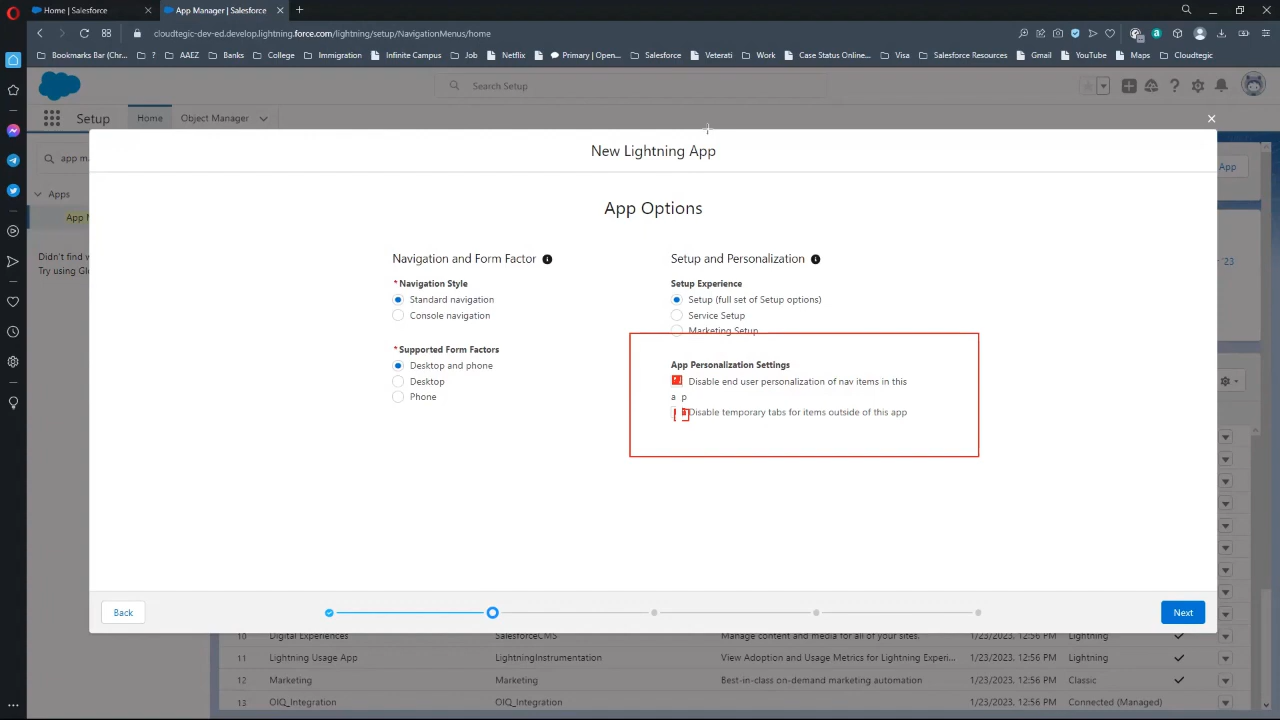 Home | Salesforce
App Manager | Salesforce
cloudtegic-dev-ed.develop.lightning.force.com/lightning/setup/NavigationMenus/home
Bookmarks Bar (Chr...
?
AAEZ
Banks
College
Immigration
Infinite Campus
Job
Netflix
Primary | Open...
Salesforce
Veterati
Work
Case Status Online...
Visa
Salesforce Resources
Gmail
YouTube
Maps
Cloudtegic
Search Setup
Setup
Home
Object Manager
app m
Apps
App M
Didn't find
Try using Glo
App
'23
New Lightning App
App Options
Navigation and Form Factor
* Navigation Style
Standard navigation
Console navigation
* Supported Form Factors
Desktop and phone
Desktop
Phone
Setup and Personalization
Setup Experience
Setup (full set of Setup options)
Service Setup
Marketing Setup
App Personalization Settings
Disable end user personalization of nav items in this
a p
Disable temporary tabs for items outside of this app
Back
Next
10 Digital Experiences SalesforceCMS Manage content and media for all of your sites. 1/23/2023, 12:56 PM Lightning
11 Lightning Usage App LightningInstrumentation View Adoption and Usage Metrics for Lightning Experi... 1/23/2023, 12:56 PM Lightning
12 Marketing Marketing Best-in-class on-demand marketing automation 1/23/2023, 12:56 PM Classic
13 OIQ_Integration OIQ_Integration 1/23/2023, 12:56 PM Connected (Managed)